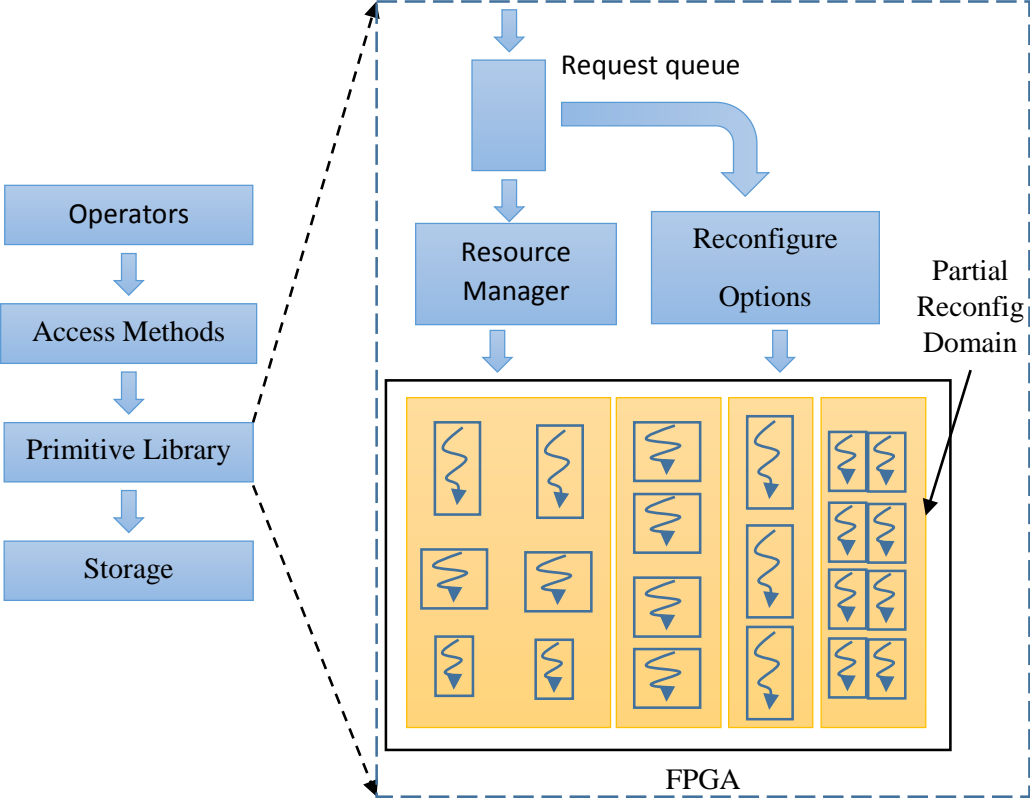 Request queue
Operators
Access Methods
Primitive Library
Storage
Resource
Manager
Reconfigure
Options
Partial
Reconfig
Domain
FPGA